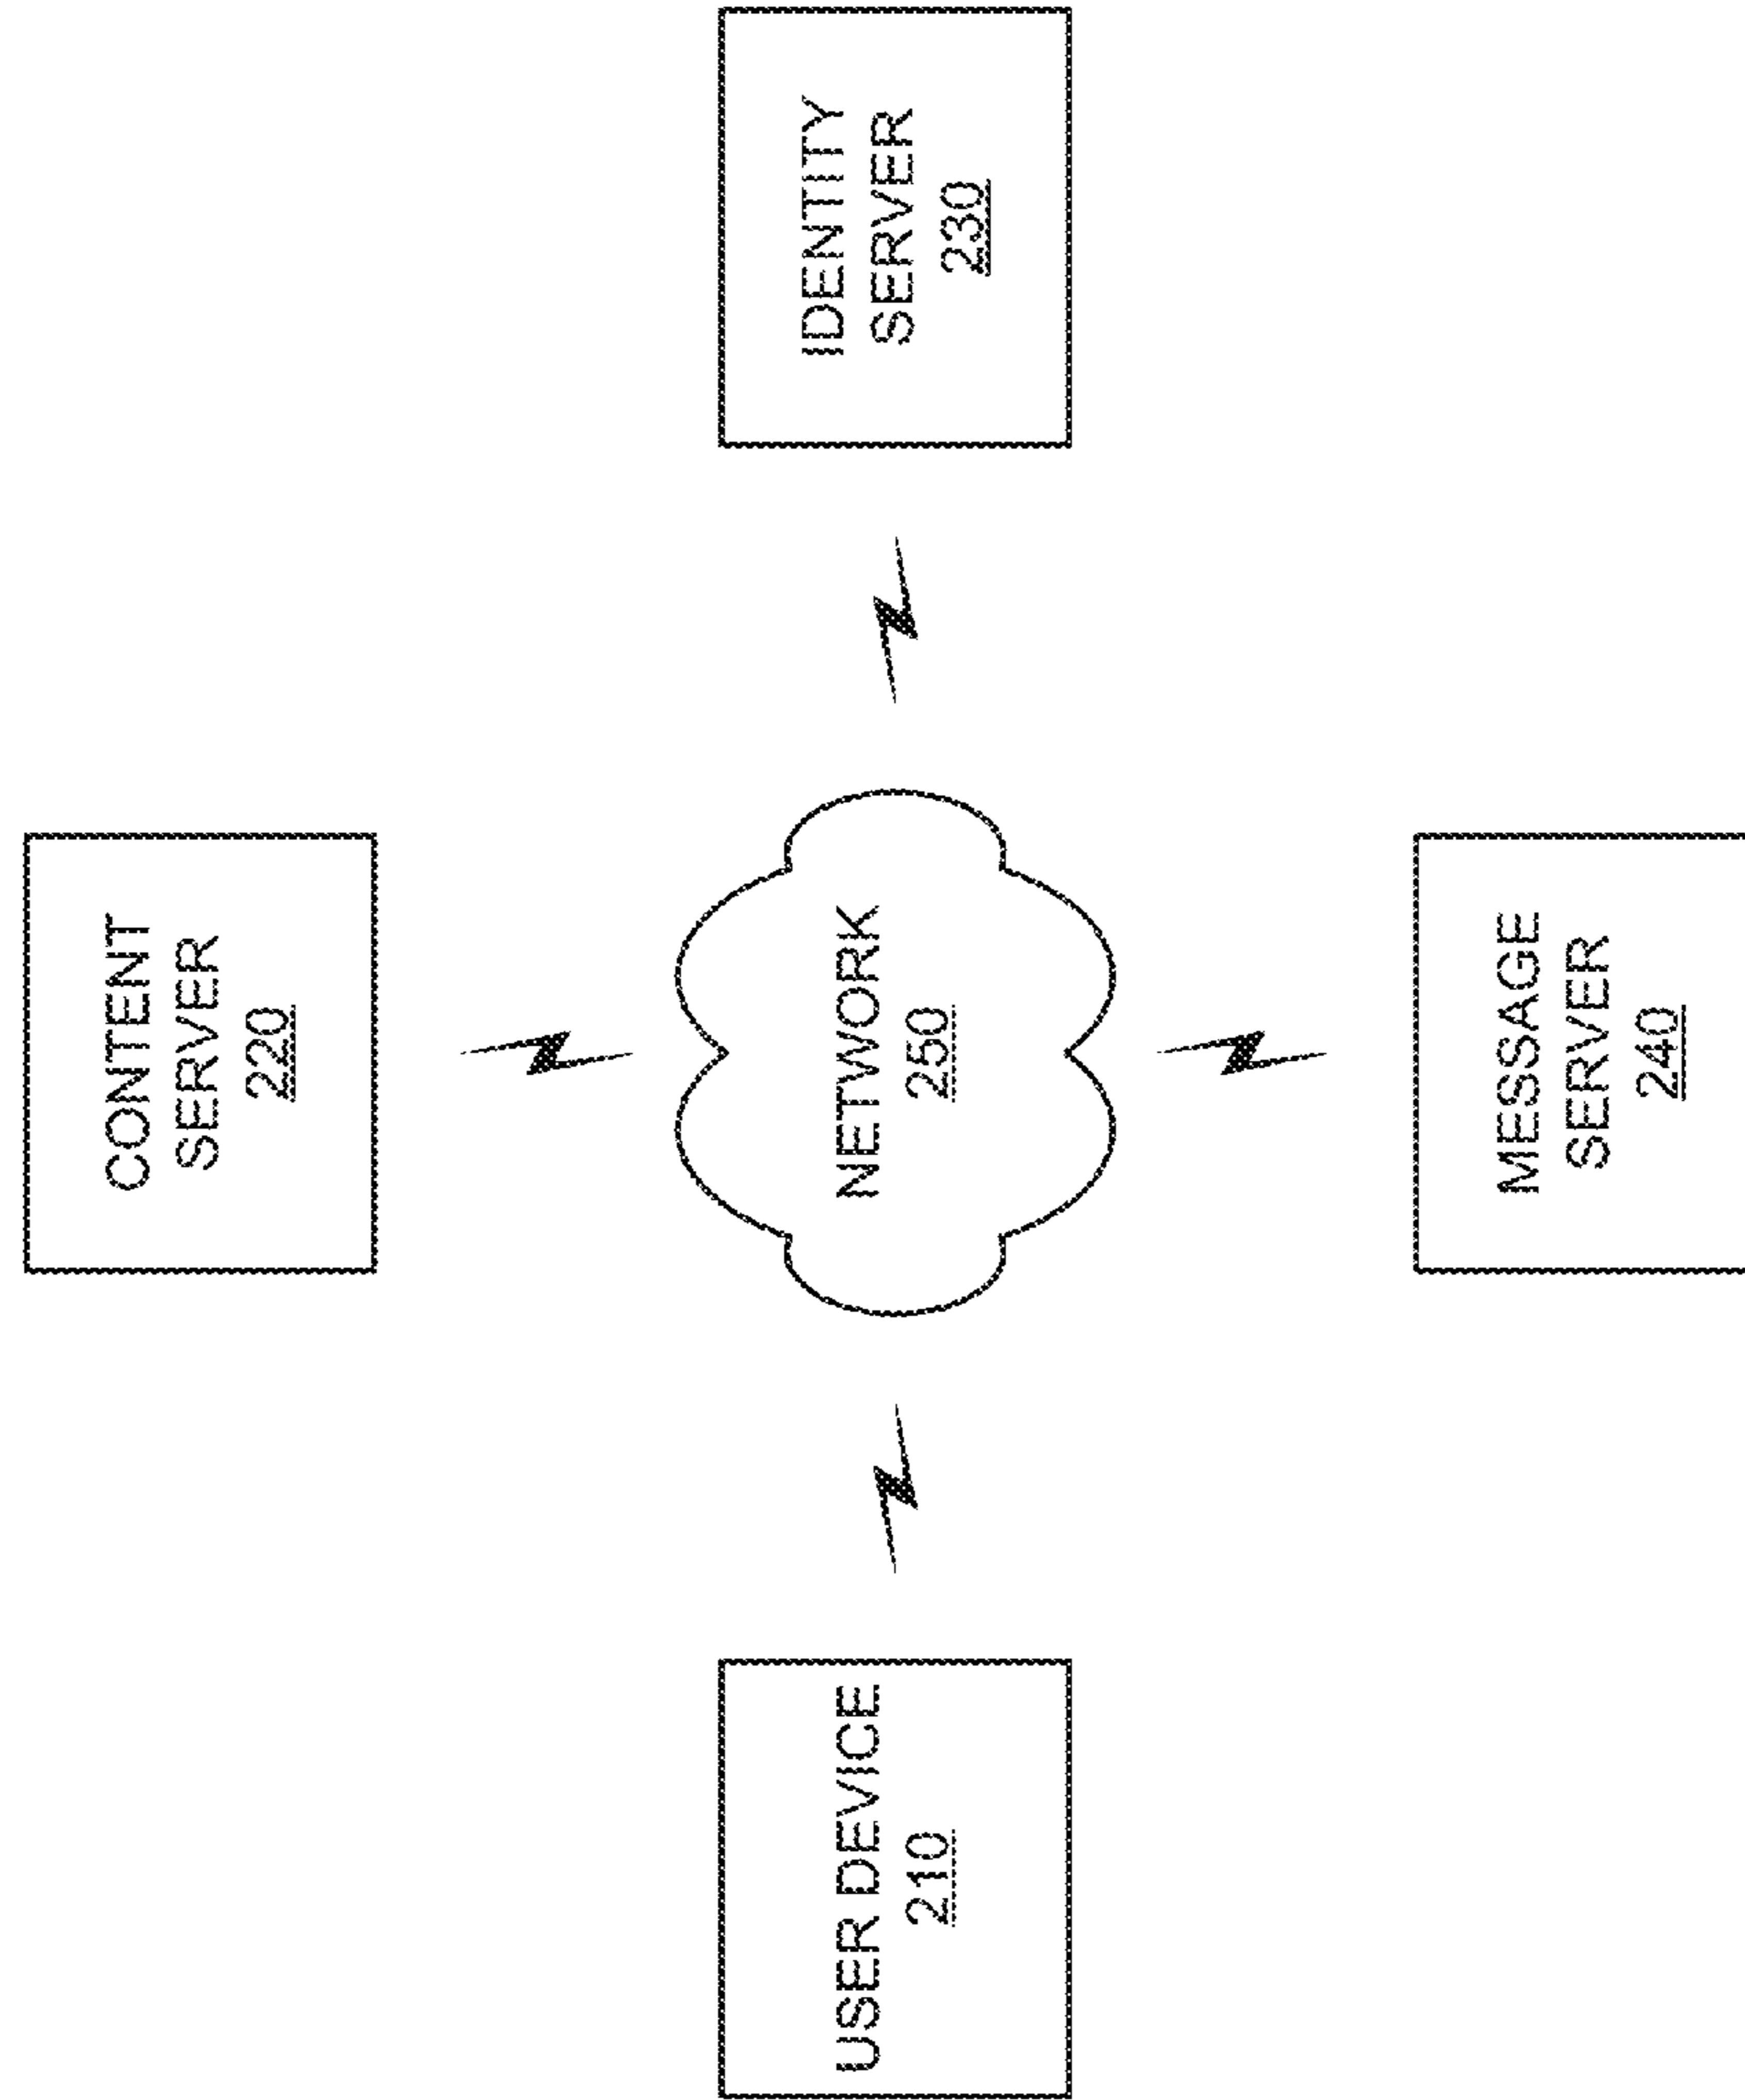 CONTENT
SERVER
220
USER DEVICE
210
NETWORK
250
IDENTITY
SERVER
230
MESSAGE
SERVER
240